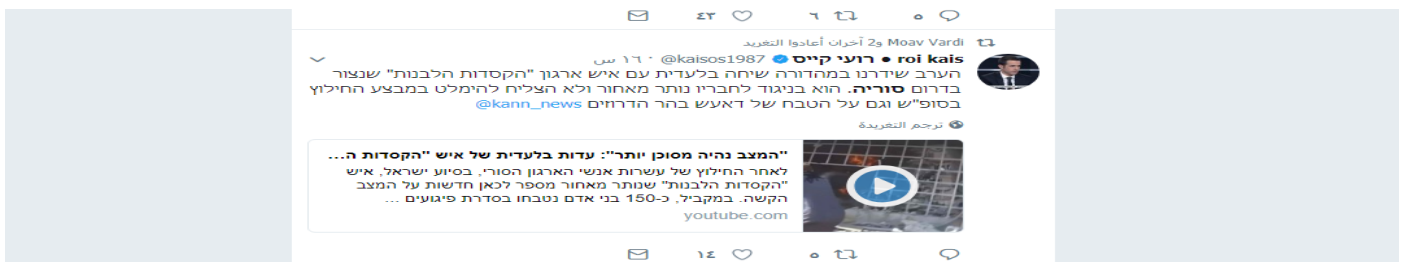 ٥ ٦ ٤٣
Moav Vardi و2 آخران أعادوا التغريد
roi kais • רועי קייס @kaisos1987 · ١٦ س
הערב שידרנו במהדורה שיחה בלעדית עם איש ארגון "הקסדות הלבנות" שנצור
בדרום סוריה. הוא בניגוד לחבריו נותר מאחור ולא הצליח להימלט במבצע החילוץ
בסופ"ש וגם על הטבח של דאעש בהר הדרוזים @kann_news
ترجم التغريدة
"המצב נהיה מסוכן יותר": עדות בלעדית של איש "הקסדות ה...
לאחר החילוץ של עשרות אנשי הארגון הסורי, בסיוע ישראל, איש
"הקסדות הלבנות" שנותר מאחור מספר לכאן חדשות על המצב
הקשה. במקביל, כ-150 בני אדם נטבחו בסדרת פיגועים ...
youtube.com
٥ ١٤